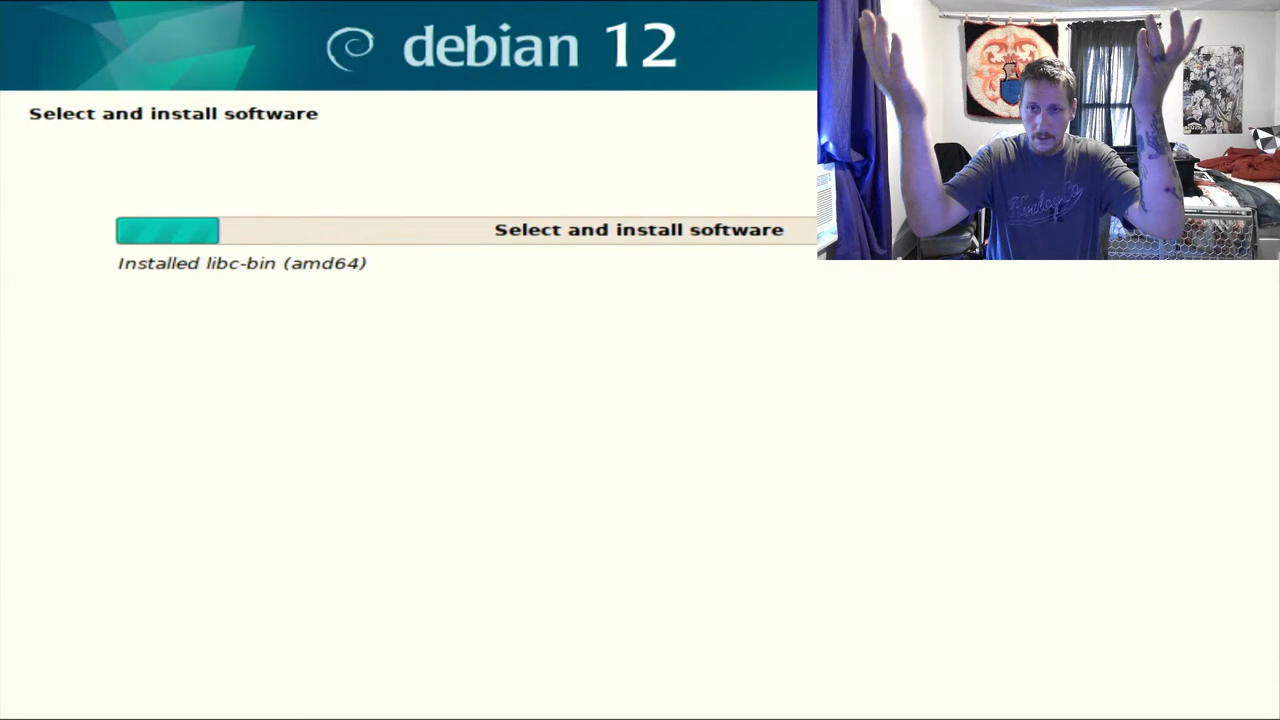 debian 12
Select and install software
Select and install software
Installed libc-bin (amd64)